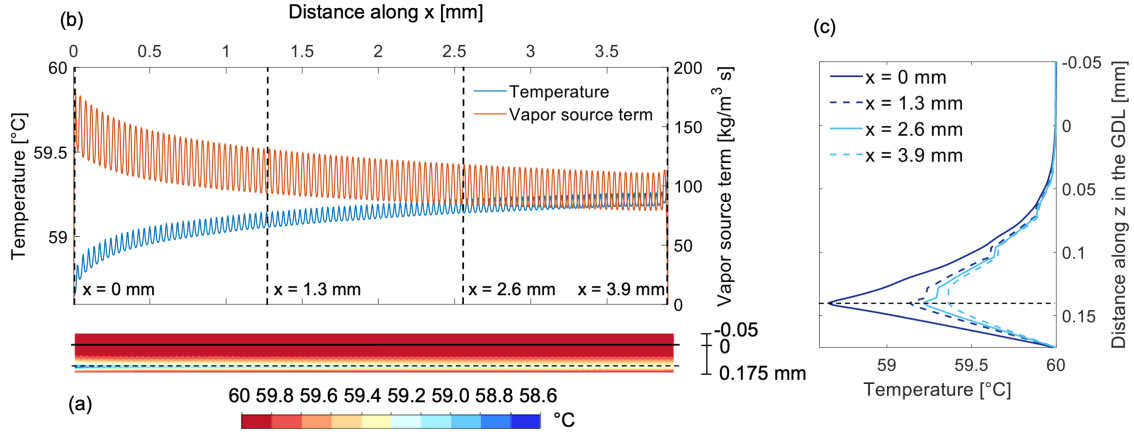 (b)
Distance along x [mm]
0 0.5 1 1.5 2 2.5 3 3.5
60
59.5
59
Temperature [°C]
Temperature
Vapor source term
200
150
100
50
0
Vapor source term [kg/m³ s]
x = 0 mm x = 1.3 mm x = 2.6 mm x = 3.9 mm
-0.05
0
0.175 mm
(a)
60 59.8 59.6 59.4 59.2 59.0 58.8 58.6
°C
(c)
x = 0 mm
x = 1.3 mm
x = 2.6 mm
x = 3.9 mm
-0.05
0
0.05
0.1
0.15
Distance along z in the GDL [mm]
59 59.5 60
Temperature [°C]